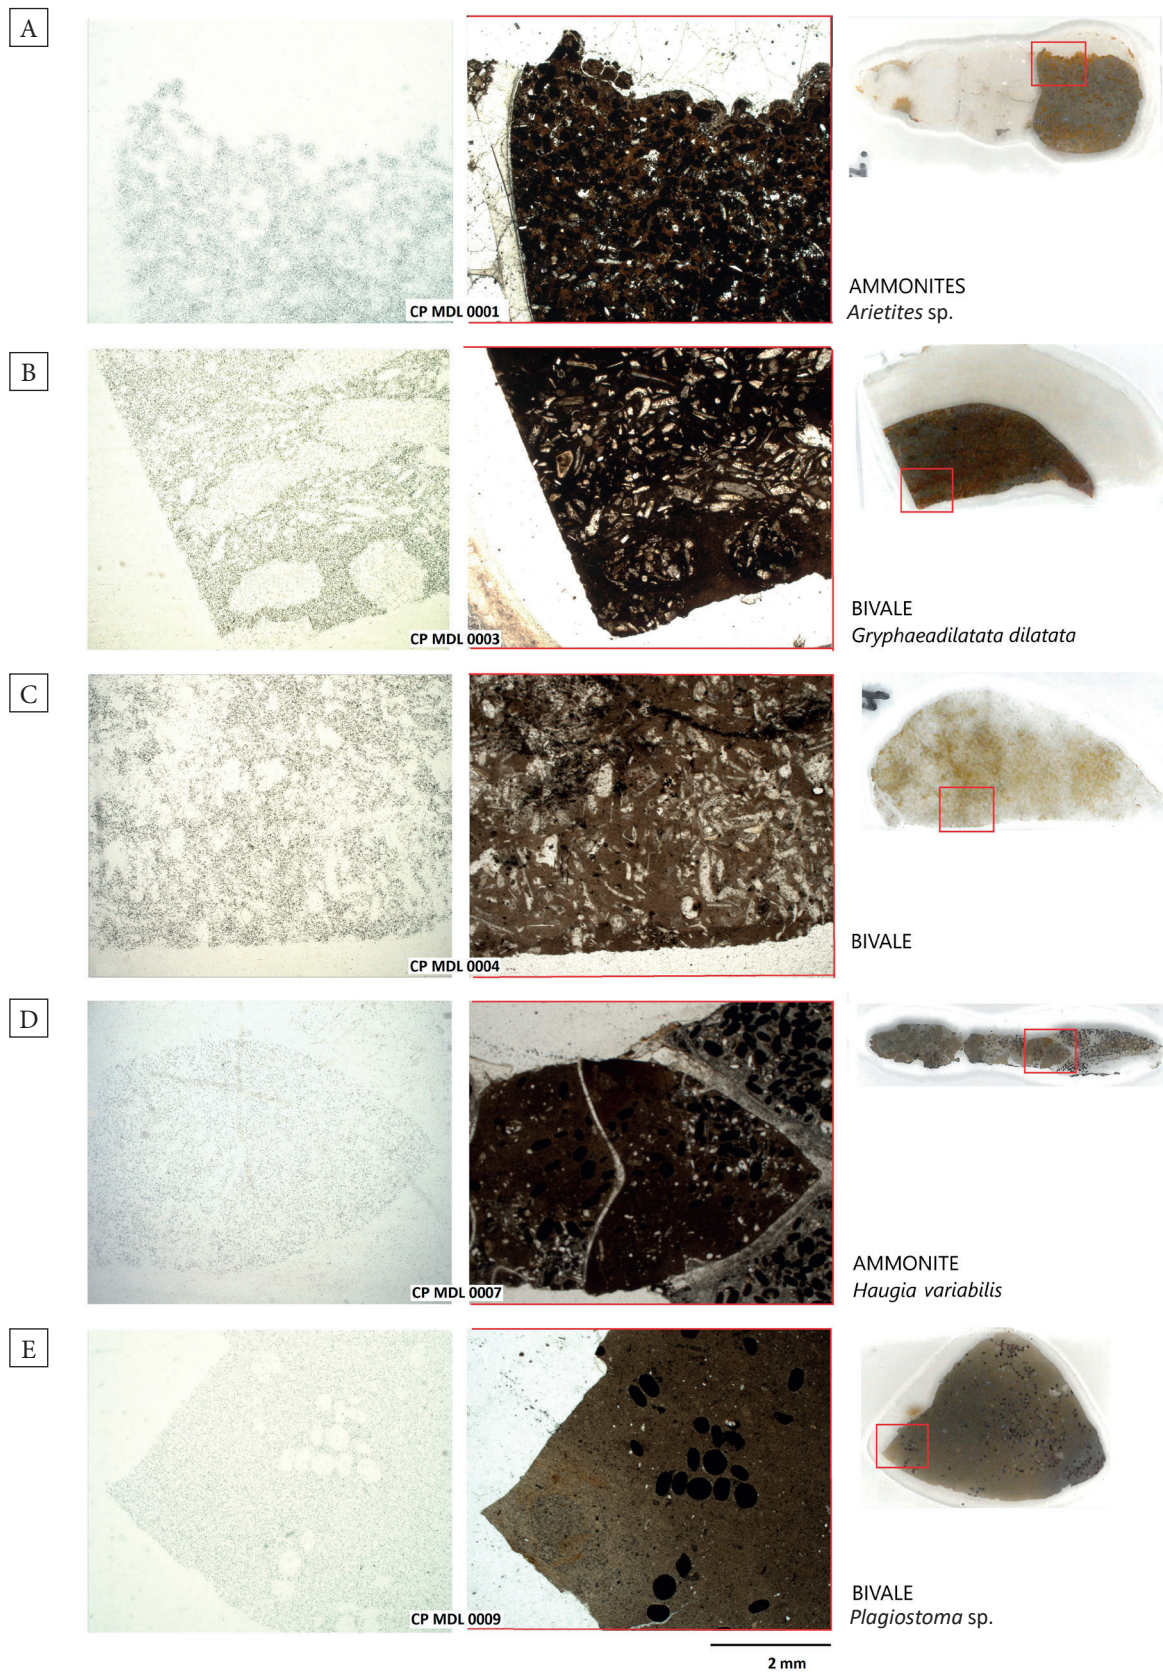 A
CP MDL 0001
AMMONITES
Arietites sp.
B
CP MDL 0003
BIVALE
Gryphaeadilatata dilatata
C
CP MDL 0004
BIVALE
D
CP MDL 0007
AMMONITE
Haugia variabilis
E
CP MDL 0009
BIVALE
Plagiostoma sp.
2 mm